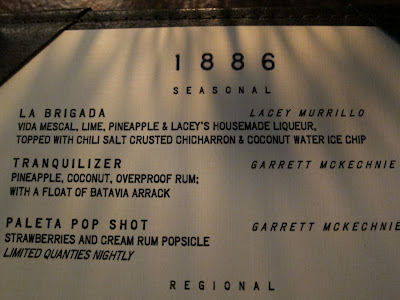 1886
SEASONAL
LA BRIGADA LACEY MURRILLO
VIDA MESCAL, LIME, PINEAPPLE & LACEY'S HOUSEMADE LIQUEUR,
TOPPED WITH CHILI SALT CRUSTED CHICHARRON & COCONUT WATER ICE CHIP
TRANQUILIZER GARRETT MCKECHNIE
PINEAPPLE, COCONUT, OVERPROOF RUM;
WITH A FLOAT OF BATAVIA ARRACK
PALETA POP SHOT GARRETT MCKECHNIE
STRAWBERRIES AND CREAM RUM POPSICLE
LIMITED QUANTIES NIGHTLY
REGIONAL